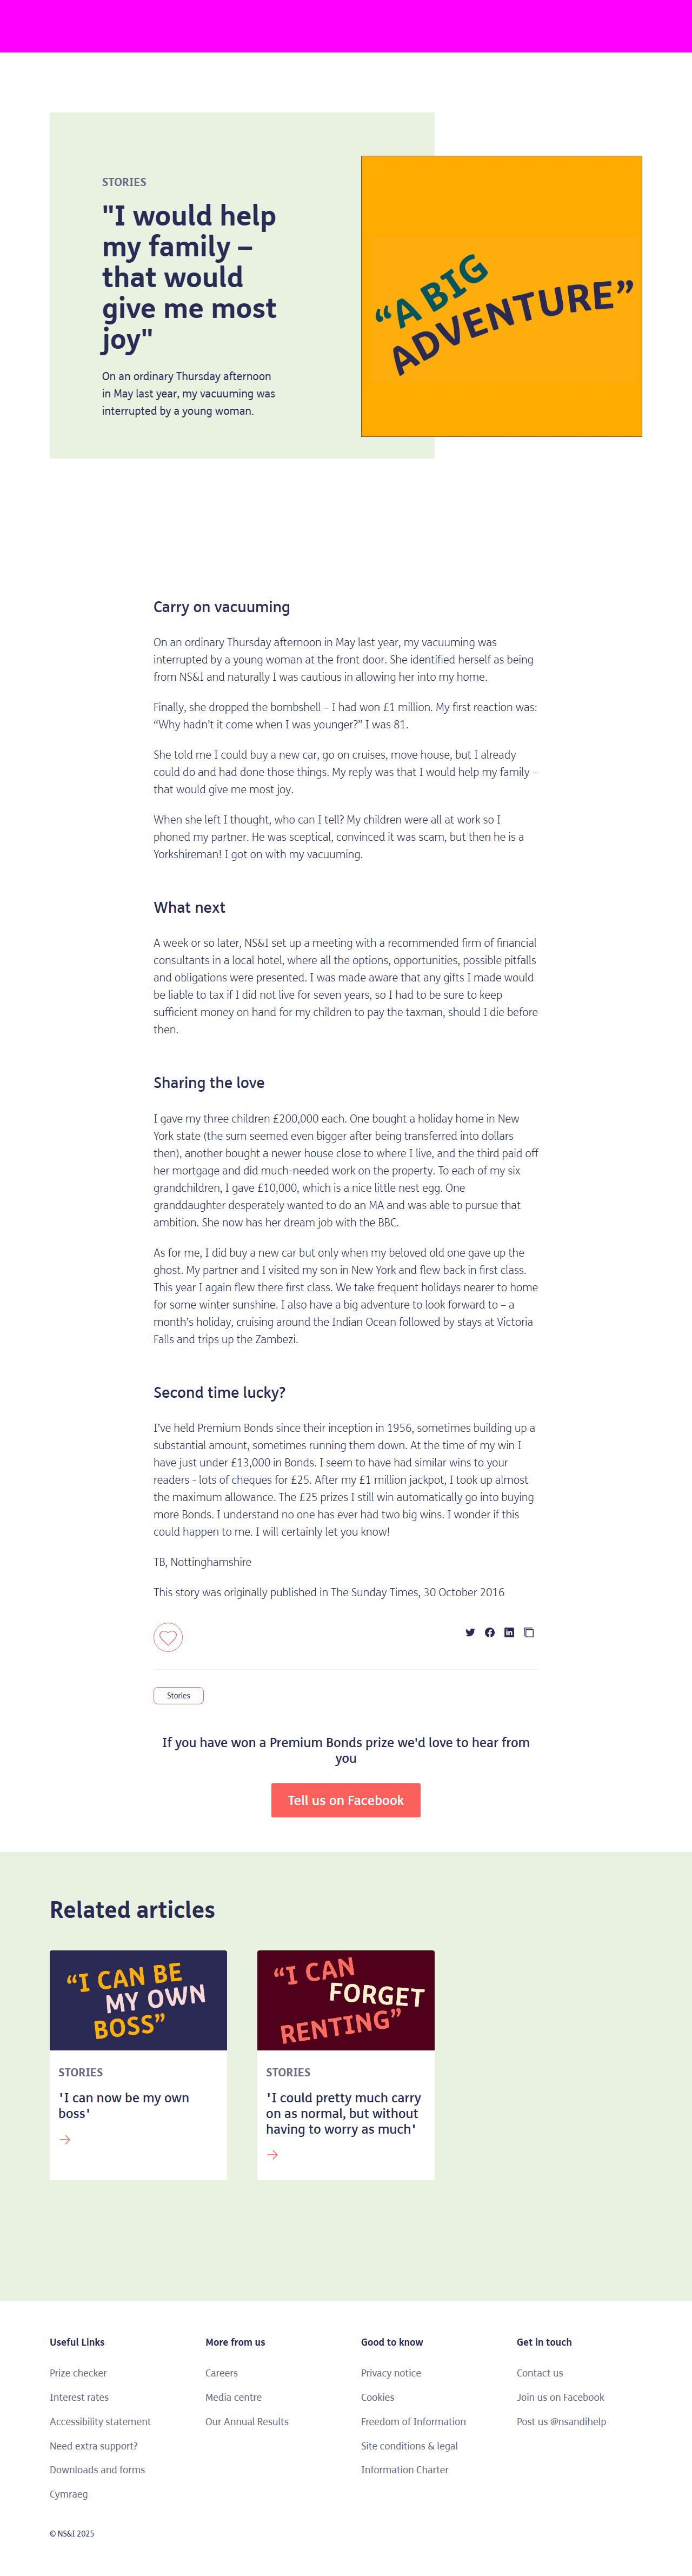 STORIES
"I would help
my family –
that would
give me most
joy"
On an ordinary Thursday afternoon
in May last year, my vacuuming was
interrupted by a young woman.
“A BIG
ADVENTURE”
Carry on vacuuming
On an ordinary Thursday afternoon in May last year, my vacuuming was
interrupted by a young woman at the front door. She identified herself as being
from NS&I and naturally I was cautious in allowing her into my home.
Finally, she dropped the bombshell – I had won £1 million. My first reaction was:
“Why hadn’t it come when I was younger?” I was 81.
She told me I could buy a new car, go on cruises, move house, but I already
could do and had done those things. My reply was that I would help my family –
that would give me most joy.
When she left I thought, who can I tell? My children were all at work so I
phoned my partner. He was sceptical, convinced it was scam, but then he is a
Yorkshireman! I got on with my vacuuming.
What next
A week or so later, NS&I set up a meeting with a recommended firm of financial
consultants in a local hotel, where all the options, opportunities, possible pitfalls
and obligations were presented. I was made aware that any gifts I made would
be liable to tax if I did not live for seven years, so I had to be sure to keep
sufficient money on hand for my children to pay the taxman, should I die before
then.
Sharing the love
I gave my three children £200,000 each. One bought a holiday home in New
York state (the sum seemed even bigger after being transferred into dollars
then), another bought a newer house close to where I live, and the third paid off
her mortgage and did much-needed work on the property. To each of my six
grandchildren, I gave £10,000, which is a nice little nest egg. One
granddaughter desperately wanted to do an MA and was able to pursue that
ambition. She now has her dream job with the BBC.
As for me, I did buy a new car but only when my beloved old one gave up the
ghost. My partner and I visited my son in New York and flew back in first class.
This year I again flew there first class. We take frequent holidays nearer to home
for some winter sunshine. I also have a big adventure to look forward to – a
month’s holiday, cruising around the Indian Ocean followed by stays at Victoria
Falls and trips up the Zambezi.
Second time lucky?
I’ve held Premium Bonds since their inception in 1956, sometimes building up a
substantial amount, sometimes running them down. At the time of my win I
have just under £13,000 in Bonds. I seem to have had similar wins to your
readers - lots of cheques for £25. After my £1 million jackpot, I took up almost
the maximum allowance. The £25 prizes I still win automatically go into buying
more Bonds. I understand no one has ever had two big wins. I wonder if this
could happen to me. I will certainly let you know!
TB, Nottinghamshire
This story was originally published in The Sunday Times, 30 October 2016
Stories
If you have won a Premium Bonds prize we'd love to hear from
you
Tell us on Facebook
Related articles
“I CAN BE
MY OWN
BOSS”
STORIES
'I can now be my own
boss'
“I CAN
FORGET
RENTING”
STORIES
'I could pretty much carry
on as normal, but without
having to worry as much'
Useful Links
Prize checker
Interest rates
Accessibility statement
Need extra support?
Downloads and forms
Cymraeg
More from us
Careers
Media centre
Our Annual Results
Good to know
Privacy notice
Cookies
Freedom of Information
Site conditions & legal
Information Charter
Get in touch
Contact us
Join us on Facebook
Post us @nsandihelp
© NS&I 2025